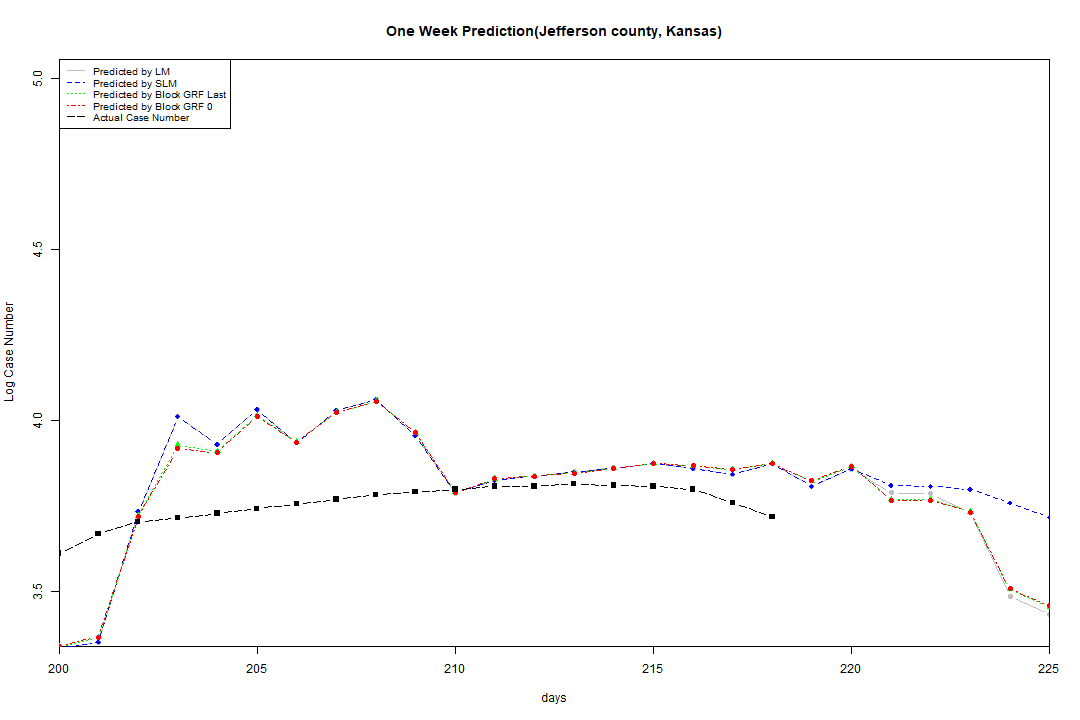 One Week Prediction(Jefferson county, Kansas)
Predicted by LM
Predicted by SLM
Predicted by Block GRF Last
Predicted by Block GRF 0
Actual Case Number
Log Case Number
5.0
4.5
4.0
3.5
200 205 210 215 220 225
days